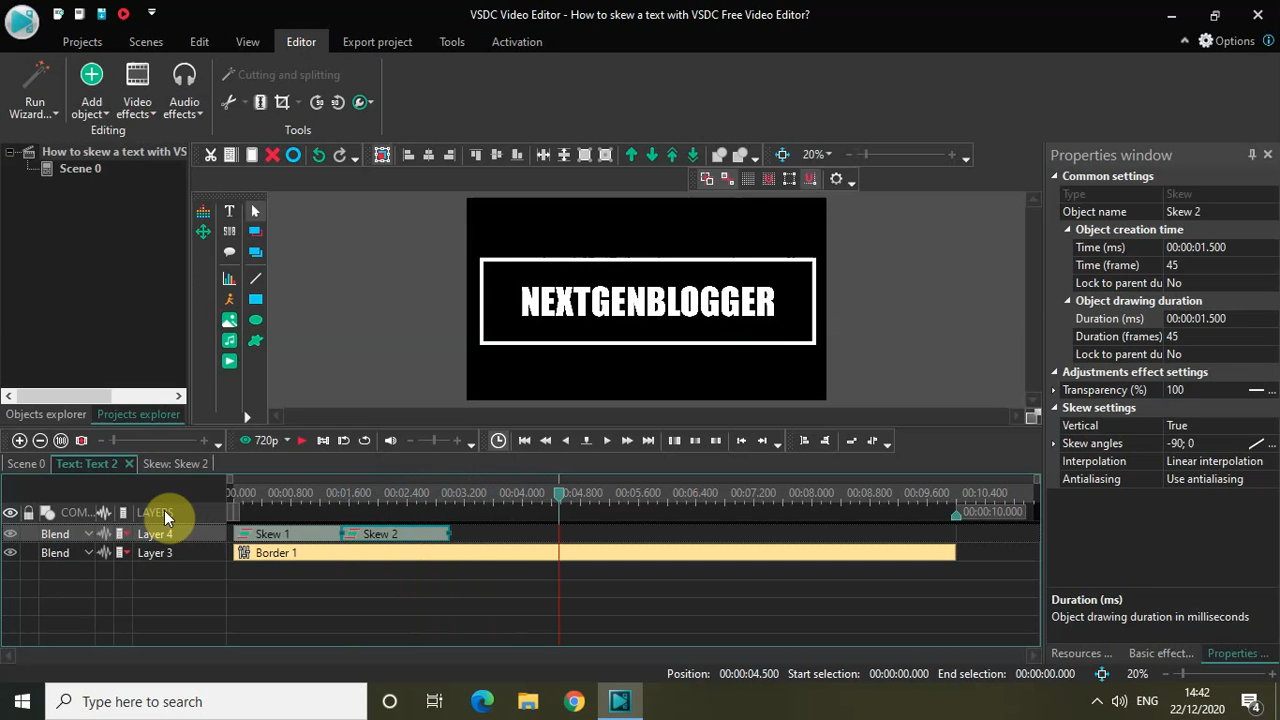 VSDC Video Editor - How to skew a text with VSDC Free Video Editor?
Projects Scenes Edit View Editor Export project Tools Activation
Options
Run Wizard...
Add object
Video effects
Audio effects
Cutting and splitting
Editing
Tools
How to skew a text with VS
Scene 0
20%
NEXTGENBLOGGER
Objects explorer
Projects explorer
Properties window
Common settings
Type Skew
Object name Skew 2
Object creation time
Time (ms) 00:00:01.500
Time (frame) 45
Lock to parent du No
Object drawing duration
Duration (ms) 00:00:01.500
Duration (frames) 45
Lock to parent du No
Adjustments effect settings
Transparency (%) 100 ...
Skew settings
Vertical True
Skew angles -90; 0 ...
Interpolation Linear interpolation
Antialiasing Use antialiasing
Duration (ms)
Object drawing duration in milliseconds
Resources ...
Basic effect...
Properties ...
720p
Scene 0
Text: Text 2
Skew: Skew 2
.000 00:00.800 00:01.600 00:02.400 00:03.200 00:04.000 00:04.800 00:05.600 00:06.400 00:07.200 00:08.000 00:08.800 00:09.600 00:10.400
COM... LAYERS
00:00:10.000
Blend Layer 4 Skew 1 Skew 2
Blend Layer 3 Border 1
Position: 00:00:04.500 Start selection: 00:00:00.000 End selection: 00:00:00.000 20%
Type here to search
ENG
14:42
22/12/2020
4